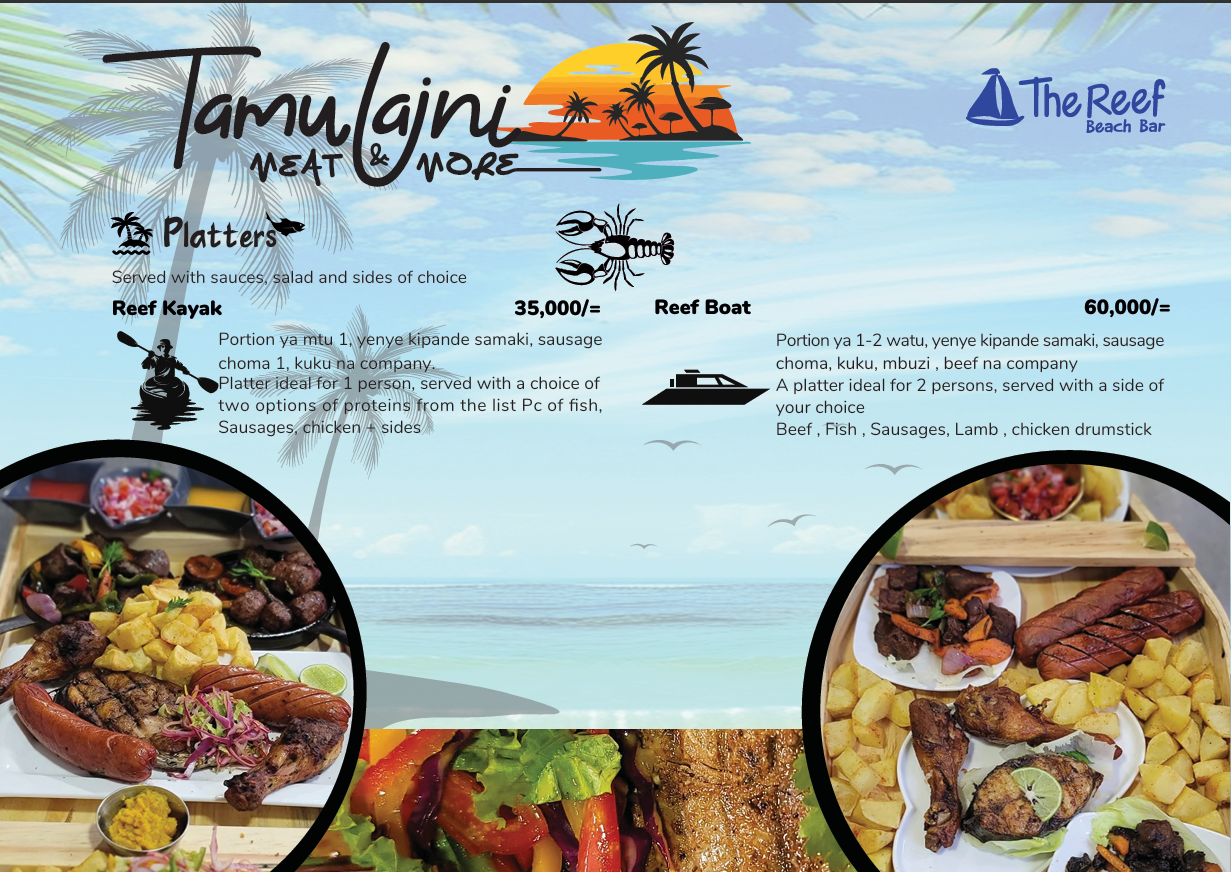 Tamu Lajni
MEAT & MORE
The Reef
Beach Bar
Platters
Served with sauces, salad and sides of choice
Reef Kayak 35,000/=
Portion ya mtu 1, yenye kipande samaki, sausage
choma 1, kuku na company.
Platter ideal for 1 person, served with a choice of
two options of proteins from the list Pc of fish,
Sausages, chicken + sides
Reef Boat 60,000/=
Portion ya 1-2 watu, yenye kipande samaki, sausage
choma, kuku, mbuzi , beef na company
A platter ideal for 2 persons, served with a side of
your choice
Beef , Fish , Sausages, Lamb , chicken drumstick